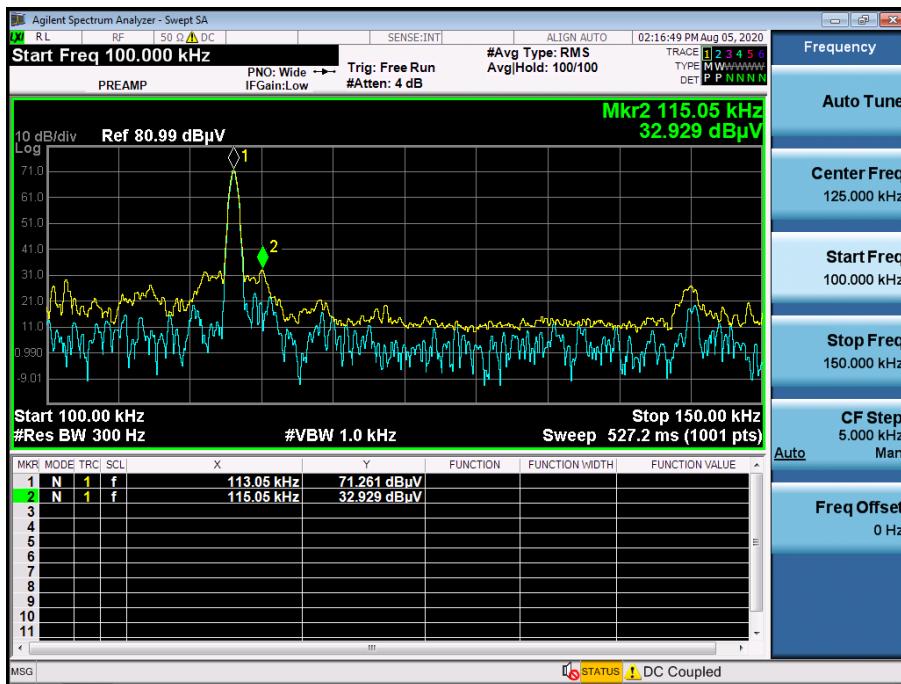 Agilent Spectrum Analyzer - Swept SA
LXI RL RF 50 Ω DC SENSE:INT ALIGN AUTO 02:16:49 PM Aug 05, 2020
Start Freq 100.000 kHz
PREAMP
PNO: Wide
IFGain:Low
Trig: Free Run
#Atten: 4 dB
#Avg Type: RMS
Avg|Hold: 100/100
TRACE 1 2 3 4 5 6
TYPE M W W W W W
DET P P N N N N
Mkr2 115.05 kHz
32.929 dBµV
10 dB/div Ref 80.99 dBµV
Log
71.0
61.0
51.0
41.0
31.0
21.0
11.0
0.990
-9.01
1
2
Start 100.00 kHz Stop 150.00 kHz
#Res BW 300 Hz #VBW 1.0 kHz Sweep 527.2 ms (1001 pts)
MKR MODE TRC SCL X Y FUNCTION FUNCTION WIDTH FUNCTION VALUE
1 N 1 f 113.05 kHz 71.261 dBµV
2 N 1 f 115.05 kHz 32.929 dBµV
3
4
5
6
7
8
9
10
11
MSG STATUS DC Coupled
Frequency
Auto Tune
Center Freq
125.000 kHz
Start Freq
100.000 kHz
Stop Freq
150.000 kHz
CF Step
5.000 kHz
Auto Man
Freq Offset
0 Hz